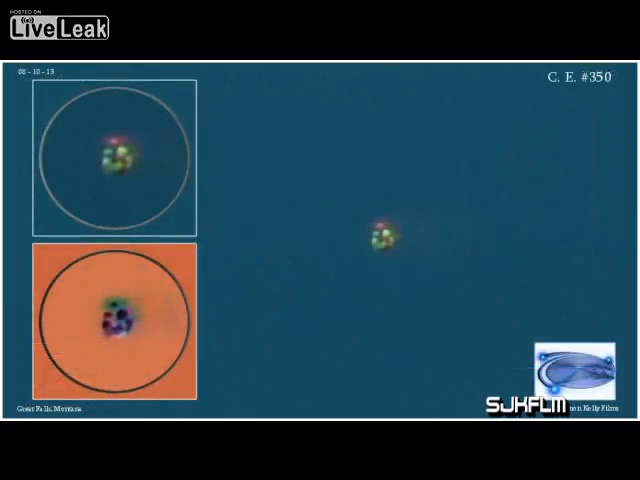 HOSTED ON
LiveLeak
08 - 10 - 13
C. E. #350
Great Falls, Montana
SJKFLM
n Kelly Films